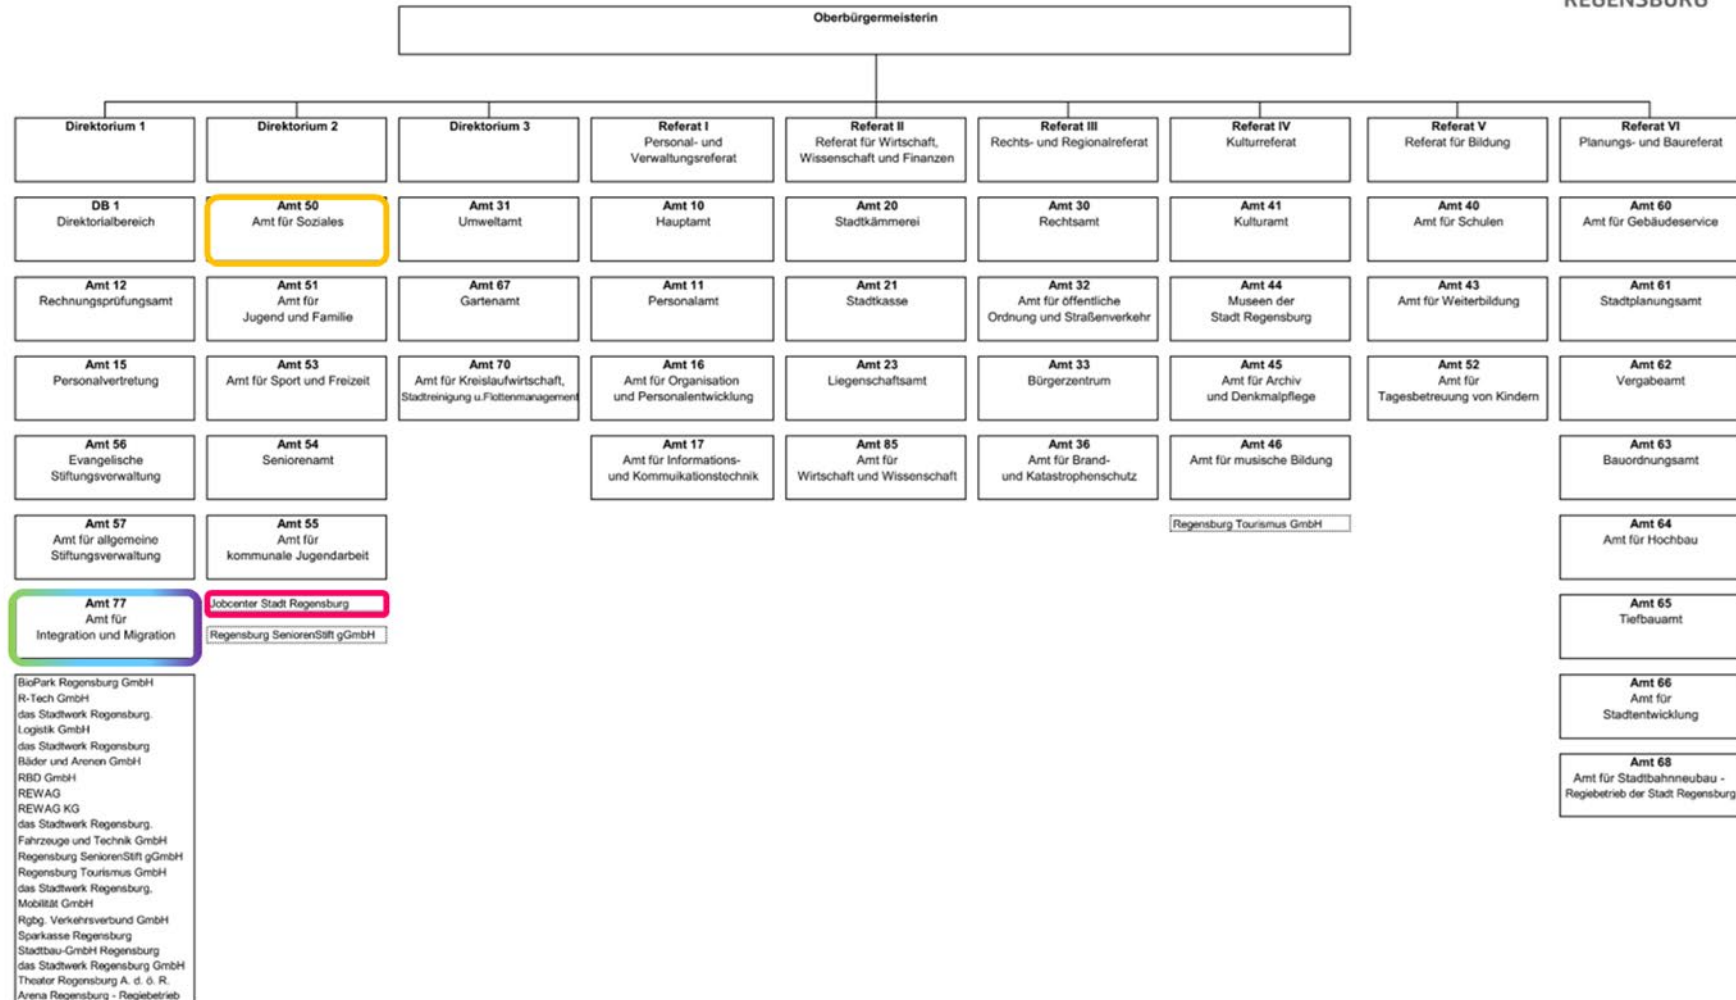 REGENSBURG
Oberbürgermeisterin
Direktorium 1
Direktorium 2
Direktorium 3
Referat I
Personal- und
Verwaltungsreferat
Referat II
Referat für Wirtschaft,
Wissenschaft und Finanzen
Referat III
Rechts- und Regionalreferat
Referat IV
Kulturreferat
Referat V
Referat für Bildung
Referat VI
Planungs- und Baureferat
DB 1
Direktorialbereich
Amt 50
Amt für Soziales
Amt 31
Umweltamt
Amt 10
Hauptamt
Amt 20
Stadtkämmerei
Amt 30
Rechtsamt
Amt 41
Kulturamt
Amt 40
Amt für Schulen
Amt 60
Amt für Gebäudeservice
Amt 12
Rechnungsprüfungsamt
Amt 51
Amt für
Jugend und Familie
Amt 67
Gartenamt
Amt 11
Personalamt
Amt 21
Stadtkasse
Amt 32
Amt für öffentliche
Ordnung und Straßenverkehr
Amt 44
Museen der
Stadt Regensburg
Amt 43
Amt für Weiterbildung
Amt 61
Stadtplanungsamt
Amt 15
Personalvertretung
Amt 53
Amt für Sport und Freizeit
Amt 70
Amt für Kreislaufwirtschaft,
Stadtreinigung u.Flottenmanagement
Amt 16
Amt für Organisation
und Personalentwicklung
Amt 23
Liegenschaftsamt
Amt 33
Bürgerzentrum
Amt 45
Amt für Archiv
und Denkmalpflege
Amt 52
Amt für
Tagesbetreuung von Kindern
Amt 62
Vergabeamt
Amt 56
Evangelische
Stiftungsverwaltung
Amt 54
Seniorenamt
Amt 17
Amt für Informations-
und Kommuikationstechnik
Amt 85
Amt für
Wirtschaft und Wissenschaft
Amt 36
Amt für Brand-
und Katastrophenschutz
Amt 46
Amt für musische Bildung
Amt 63
Bauordnungsamt
Amt 57
Amt für allgemeine
Stiftungsverwaltung
Amt 55
Amt für
kommunale Jugendarbeit
Regensburg Tourismus GmbH
Amt 64
Amt für Hochbau
Amt 77
Amt für
Integration und Migration
Jobcenter Stadt Regensburg
Regensburg SeniorenStift gGmbH
Amt 65
Tiefbauamt
BioPark Regensburg GmbH
R-Tech GmbH
das Stadtwerk Regensburg.
Logistik GmbH
das Stadtwerk Regensburg
Bäder und Arenen GmbH
RBD GmbH
REWAG
REWAG KG
das Stadtwerk Regensburg.
Fahrzeuge und Technik GmbH
Regensburg SeniorenStift gGmbH
Regensburg Tourismus GmbH
das Stadtwerk Regensburg.
Mobilität GmbH
Rgbg. Verkehrsverbund GmbH
Sparkasse Regensburg
Stadtbau-GmbH Regensburg
das Stadtwerk Regensburg GmbH
Theater Regensburg A. d. ö. R.
Arena Regensburg - Regiebetrieb
Amt 66
Amt für
Stadtentwicklung
Amt 68
Amt für Stadtbahnneubau -
Regiebetrieb der Stadt Regensburg